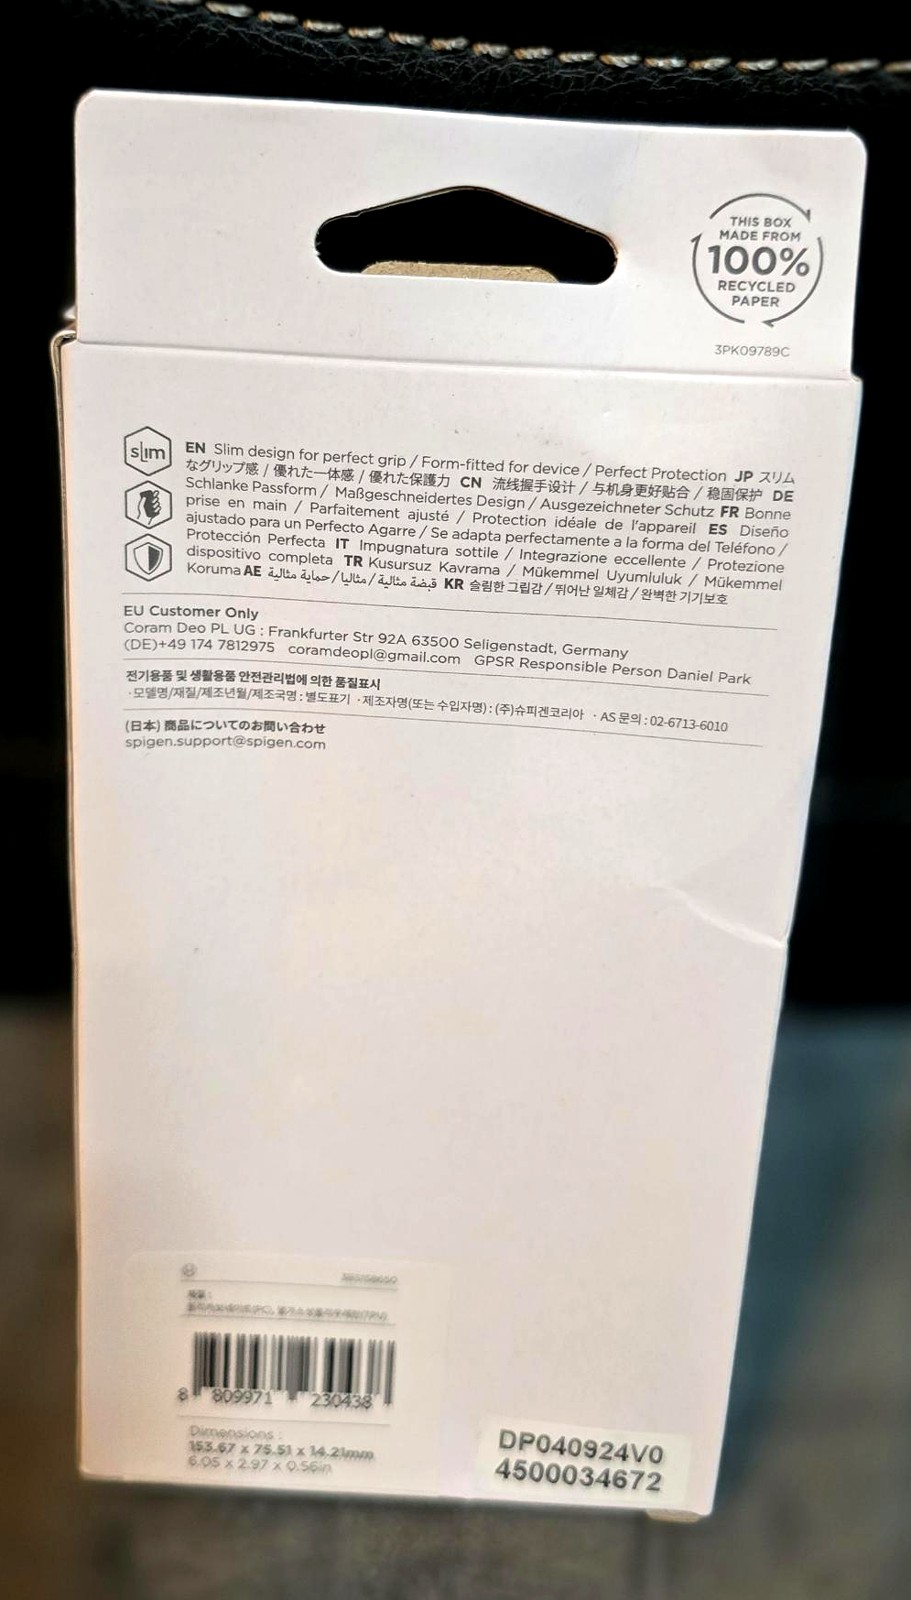 THIS BOX
MADE FROM
100%
RECYCLED
PAPER
3PK09789C
slim
EN Slim design for perfect grip / Form-fitted for device / Perfect Protection JP スリム
なグリップ感 / 優れた一体感 / 優れた保護力 CN 流线握手设计 / 与机身更好贴合 / 稳固保护 DE
Schlanke Passform / Maßgeschneidertes Design / Ausgezeichneter Schutz FR Bonne
prise en main / Parfaitement ajusté / Protection idéale de l'appareil ES Diseño
ajustado para un Perfecto Agarre / Se adapta perfectamente a la forma del Teléfono /
Protección Perfecta IT Impugnatura sottile / Integrazione eccellente / Protezione
dispositivo completa TR Kusursuz Kavrama / Mükemmel Uyumluluk / Mükemmel
Koruma AE قبضة مثالية / مثاليا / حماية مثالية KR 슬림한 그립감 / 뛰어난 일체감 / 완벽한 기기보호
EU Customer Only
Coram Deo PL UG : Frankfurter Str 92A 63500 Seligenstadt, Germany
(DE)+49 174 7812975 coramdeopl@gmail.com GPSR Responsible Person Daniel Park
전기용품 및 생활용품 안전관리법에 의한 품질표시
·모델명/재질/제조년월/제조국명 : 별도표기 ·제조자명(또는 수입자명) : (주)슈피겐코리아 ·AS 문의 : 02-6713-6010
(日本) 商品についてのお問い合わせ
spigen.support@spigen.com
8 809971 230438
Dimensions :
153.67 x 75.51 x 14.21mm
6.05 x 2.97 x 0.56in
DP040924V0
4500034672